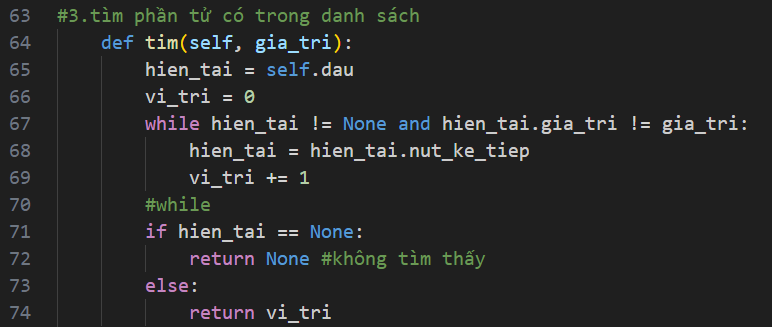 63 #3.tìm phần tử có trong danh sách
64     def tim(self, gia_tri):
65         hien_tai = self.dau
66         vi_tri = 0
67         while hien_tai != None and hien_tai.gia_tri != gia_tri:
68             hien_tai = hien_tai.nut_ke_tiep
69             vi_tri += 1
70         #while
71         if hien_tai == None:
72             return None #không tìm thấy
73         else:
74             return vi_tri